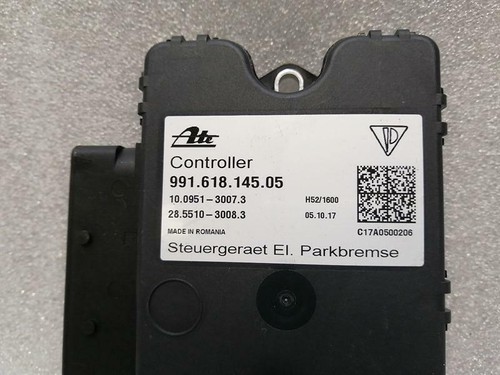 Ate
Controller
991.618.145.05
10.0951-3007.3 H52/1600
28.5510-3008.3 05.10.17
MADE IN ROMANIA C17A0500206
Steuergeraet El. Parkbremse